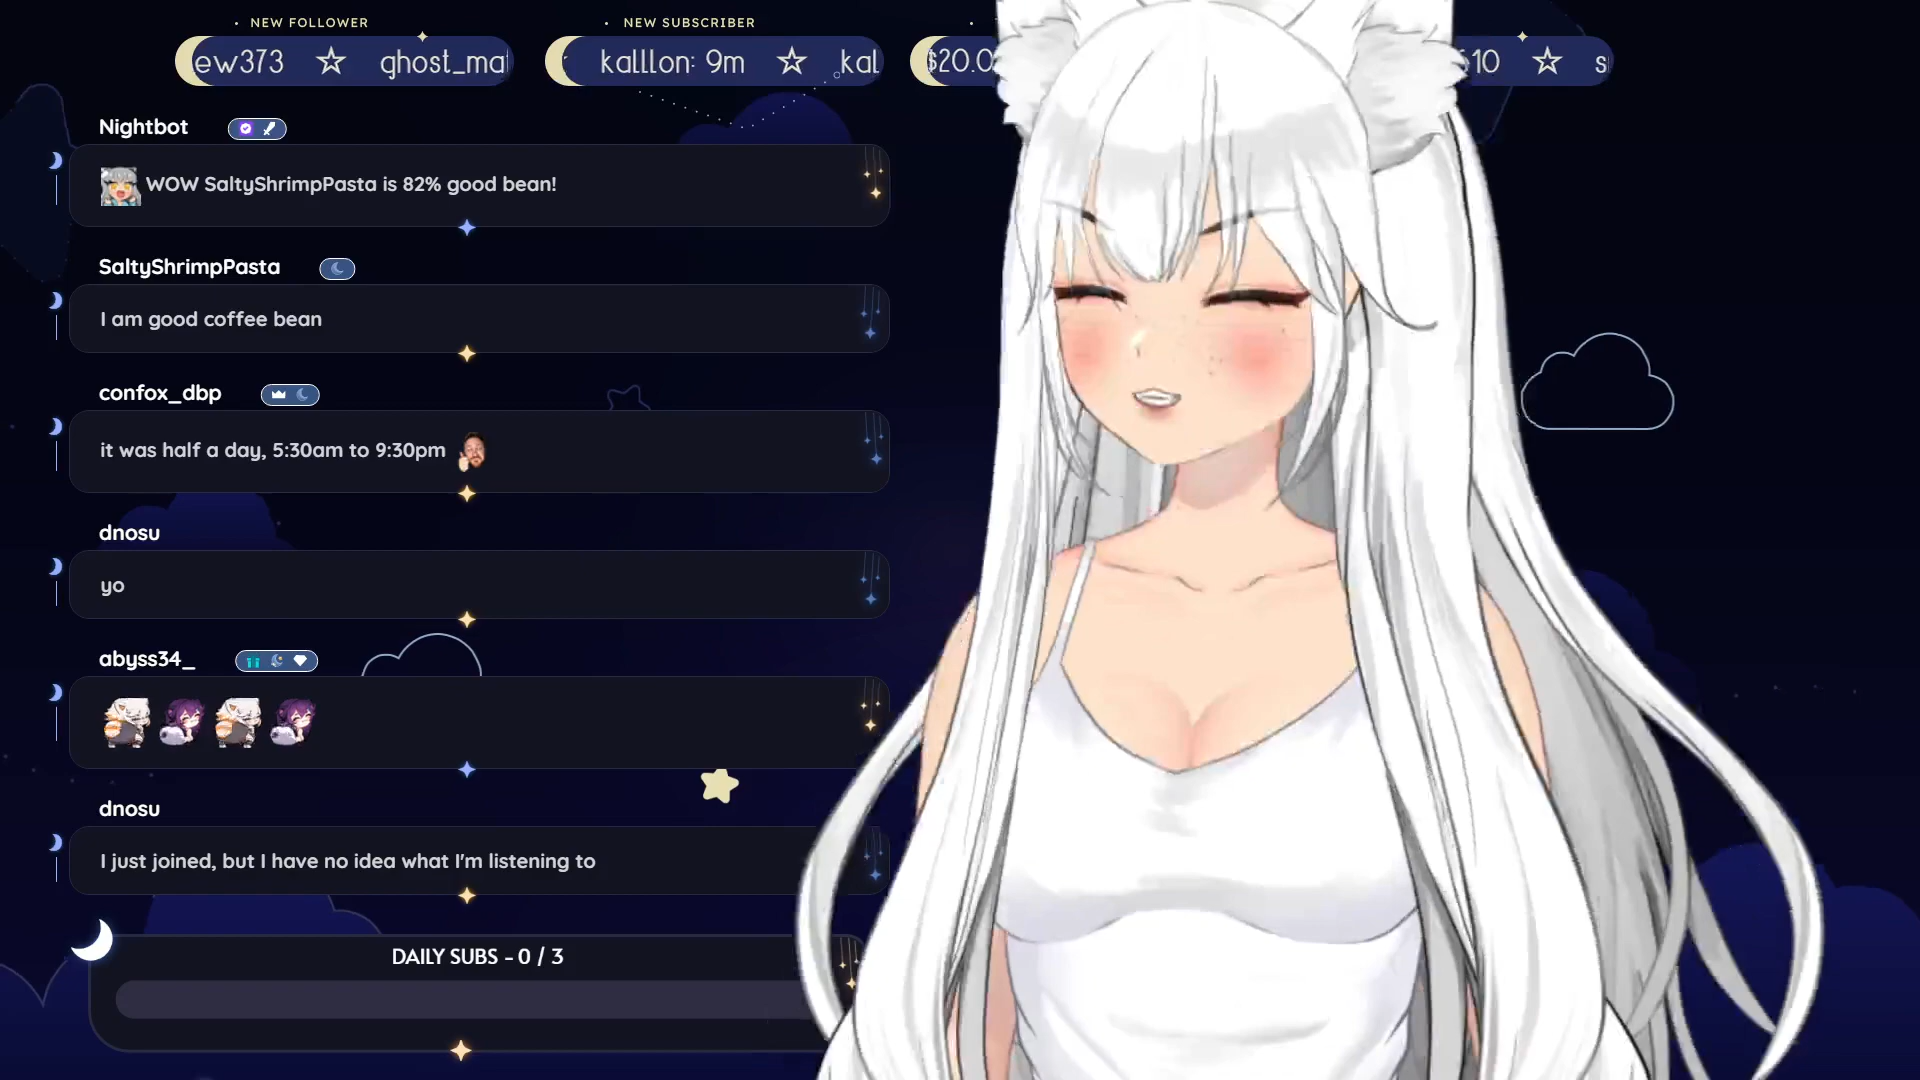 NEW FOLLOWER
NEW SUBSCRIBER
ew373 ☆ ghost_ma
kalllon: 9m ☆ kal
$20.0
10 ☆ s
Nightbot
WOW SaltyShrimpPasta is 82% good bean!
SaltyShrimpPasta
I am good coffee bean
confox_dbp
it was half a day, 5:30am to 9:30pm
dnosu
yo
abyss34_
dnosu
I just joined, but I have no idea what I'm listening to
DAILY SUBS - 0 / 3